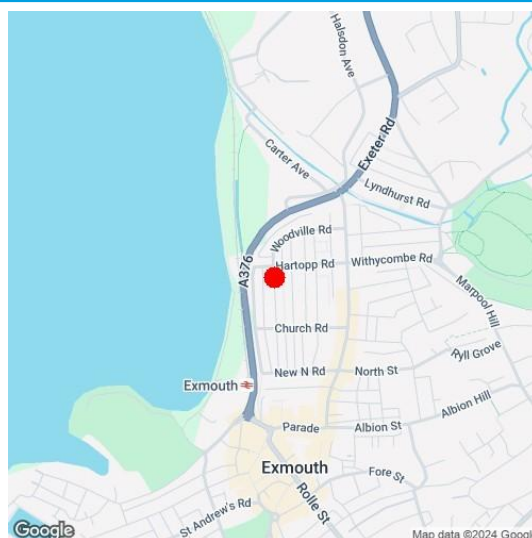 Halsdon Ave
Exeter Rd
Carter Ave
Lyndhurst Rd
Woodville Rd
A376
Hartopp Rd
Withycombe Rd
Marpool Hill
Church Rd
Ryll Grove
New N Rd
North St
Exmouth
Albion Hill
Parade
Albion St
Exmouth
Fore St
Rolle St
St Andrew's Rd
Google
Map data ©2024 Googl